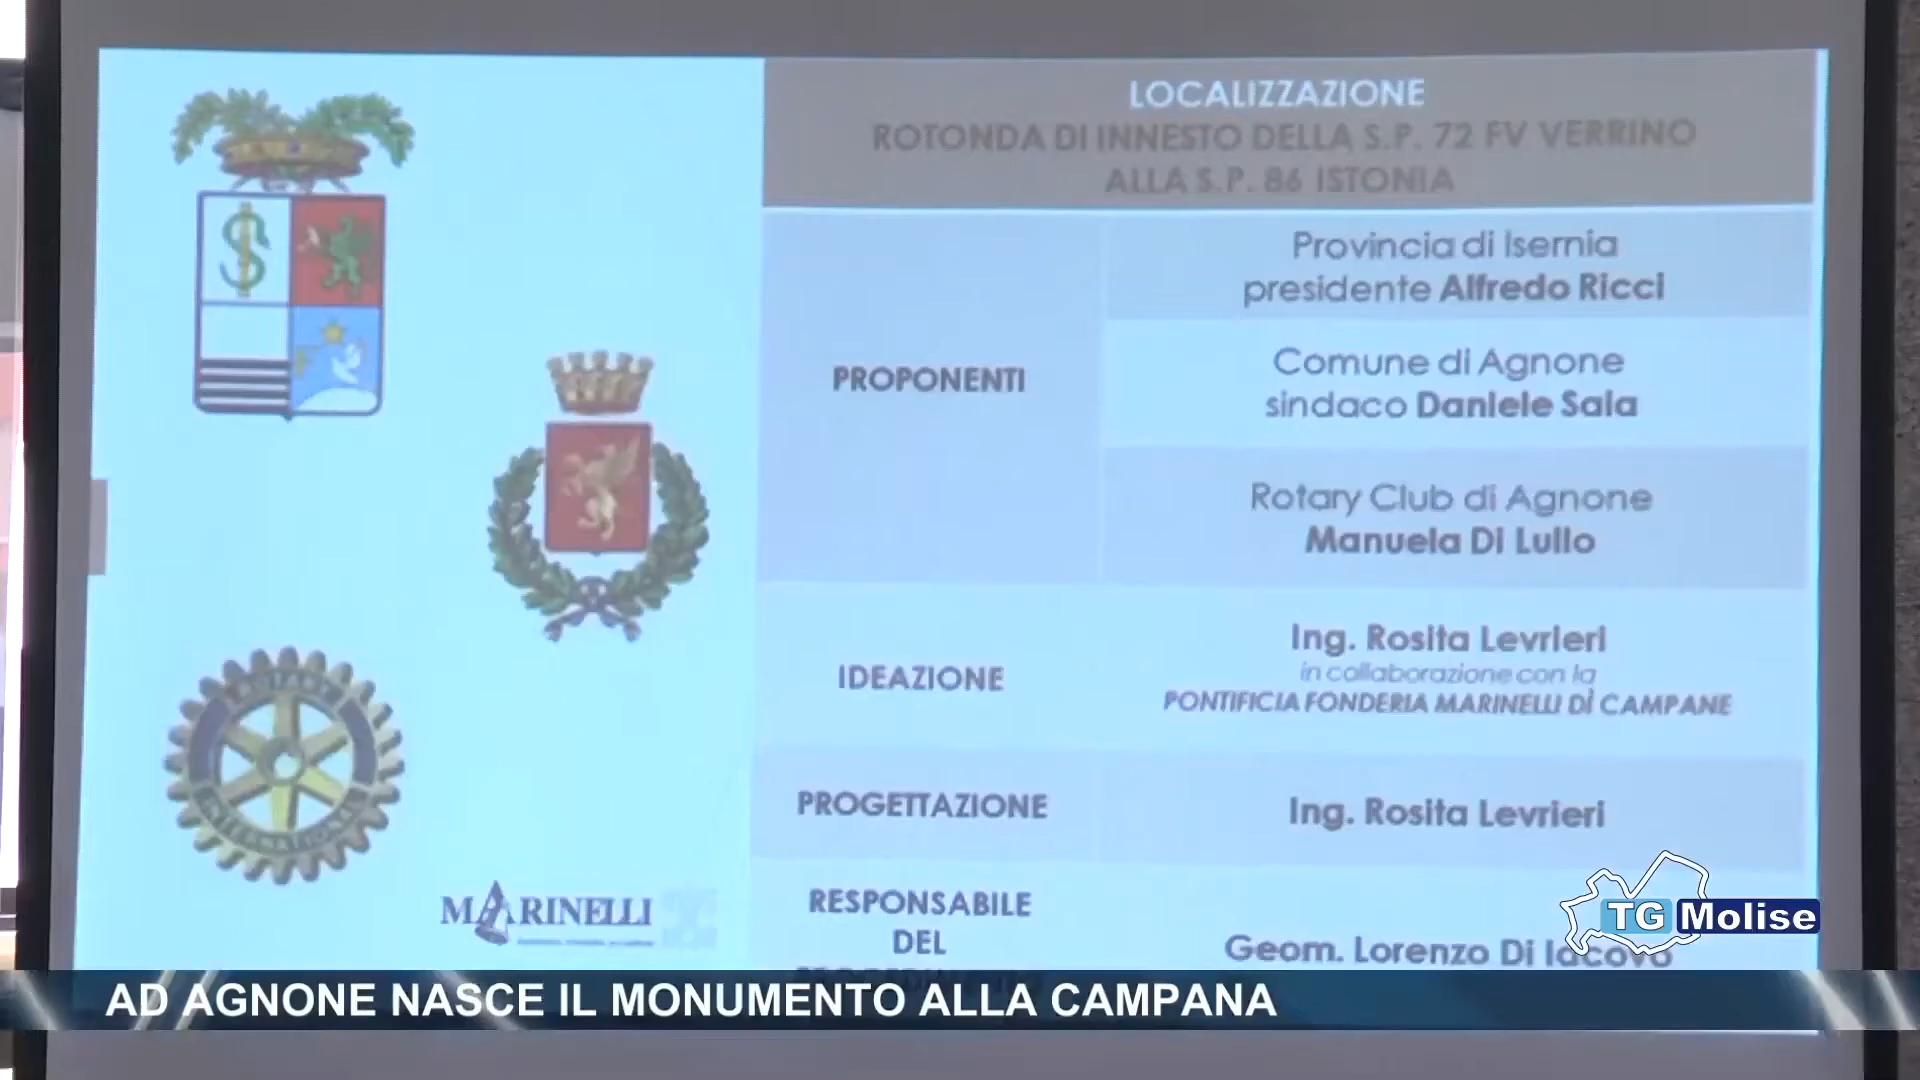 LOCALIZZAZIONE
ROTONDA DI INNESTO DELLA S.P. 72 FV VERRINO
ALLA S.P. 86 ISTONIA
PROPONENTI
Provincia di Isernia
presidente Alfredo Ricci
Comune di Agnone
sindaco Daniele Saia
Rotary Club di Agnone
Manuela Di Lullo
IDEAZIONE
Ing. Rosita Levrieri
in collaborazione con la
PONTIFICIA FONDERIA MARINELLI DÌ CAMPANE
PROGETTAZIONE
Ing. Rosita Levrieri
RESPONSABILE
DEL
Geom. Lorenzo Di Iacovo
ROTARY
INTERNATIONAL
MARINELLI
TG Molise
AD AGNONE NASCE IL MONUMENTO ALLA CAMPANA